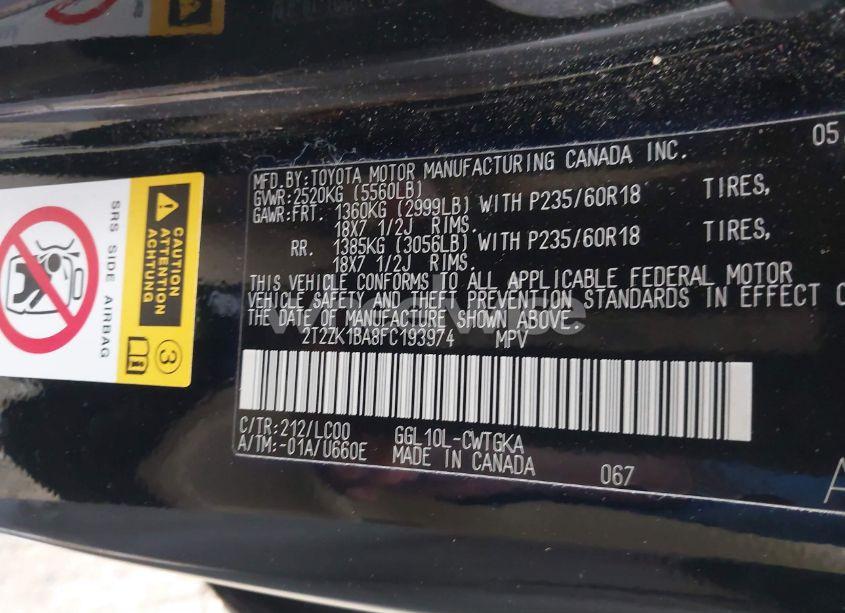 05
MFD.BY:TOYOTA MOTOR MANUFACTURING CANADA INC.
GVWR:2520KG (5560LB)
GAWR:FRT. 1360KG (2999LB) WITH P235/60R18 TIRES,
18X7 1/2J RIMS.
RR. 1385KG (3056LB) WITH P235/60R18 TIRES,
18X7 1/2J RIMS.
THIS VEHICLE CONFORMS TO ALL APPLICABLE FEDERAL MOTOR
VEHICLE SAFETY AND THEFT PREVENTION STANDARDS IN EFFECT
THE DATE OF MANUFACTURE SHOWN ABOVE.
2T2ZK1BA8FC193974 MPV
C/TR:212/LC00 GGL10L-CWTGKA
A/TM:-01A/U660E MADE IN CANADA 067
SRS SIDE AIRBAG
CAUTION
ATTENTION
ACHTUNG
3